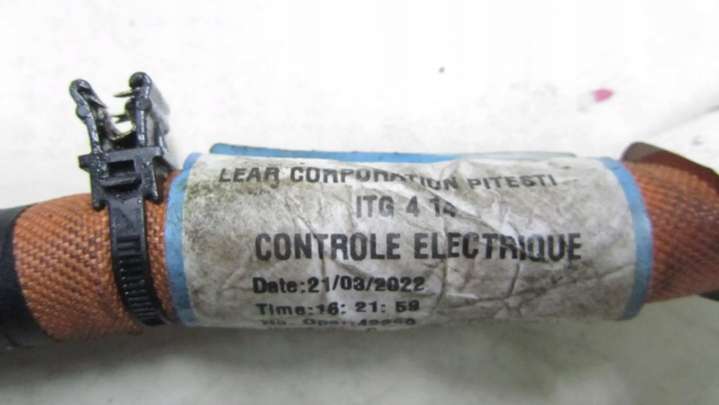 LEAR CORPORATION PITESTI
ITG 4 14
CONTROLE ELECTRIQUE
Date:21/03/2022
Time:16: 21: 59